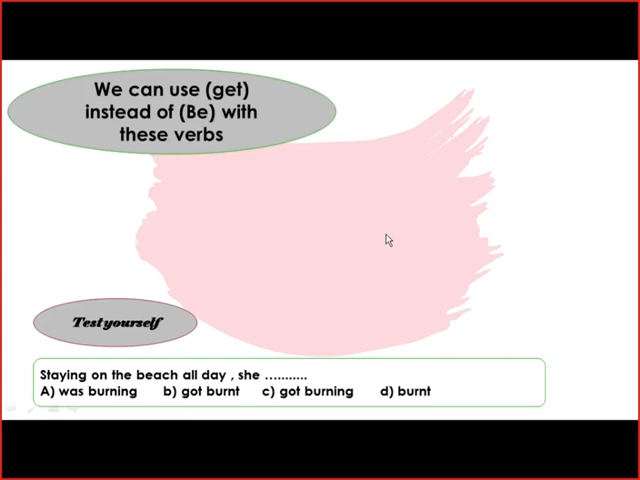 We can use (get)
instead of (Be) with
these verbs
Test yourself
Staying on the beach all day , she ….........
A) was burning b) got burnt c) got burning d) burnt